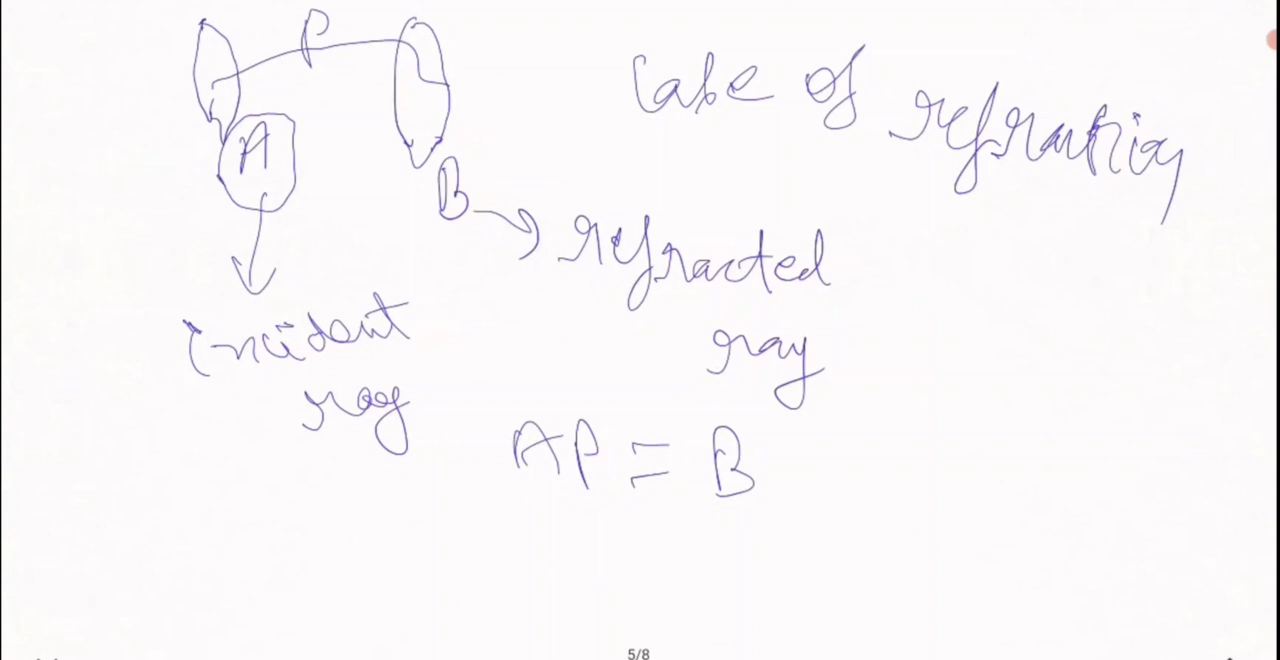 P
Case of refraction
A
B → refracted
ray
incident
ray
AP = B
5/8